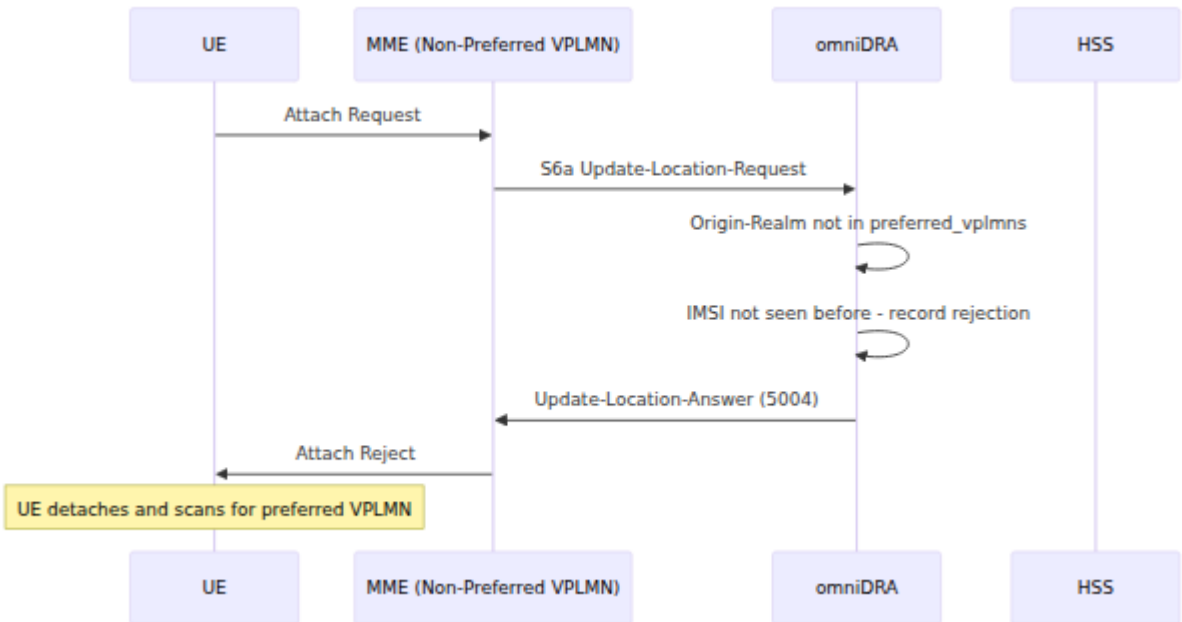 UE
MME (Non-Preferred VPLMN)
omniDRA
HSS
Attach Request
S6a Update-Location-Request
Origin-Realm not in preferred_vplmns
IMSI not seen before - record rejection
Update-Location-Answer (5004)
Attach Reject
UE detaches and scans for preferred VPLMN
UE
MME (Non-Preferred VPLMN)
omniDRA
HSS